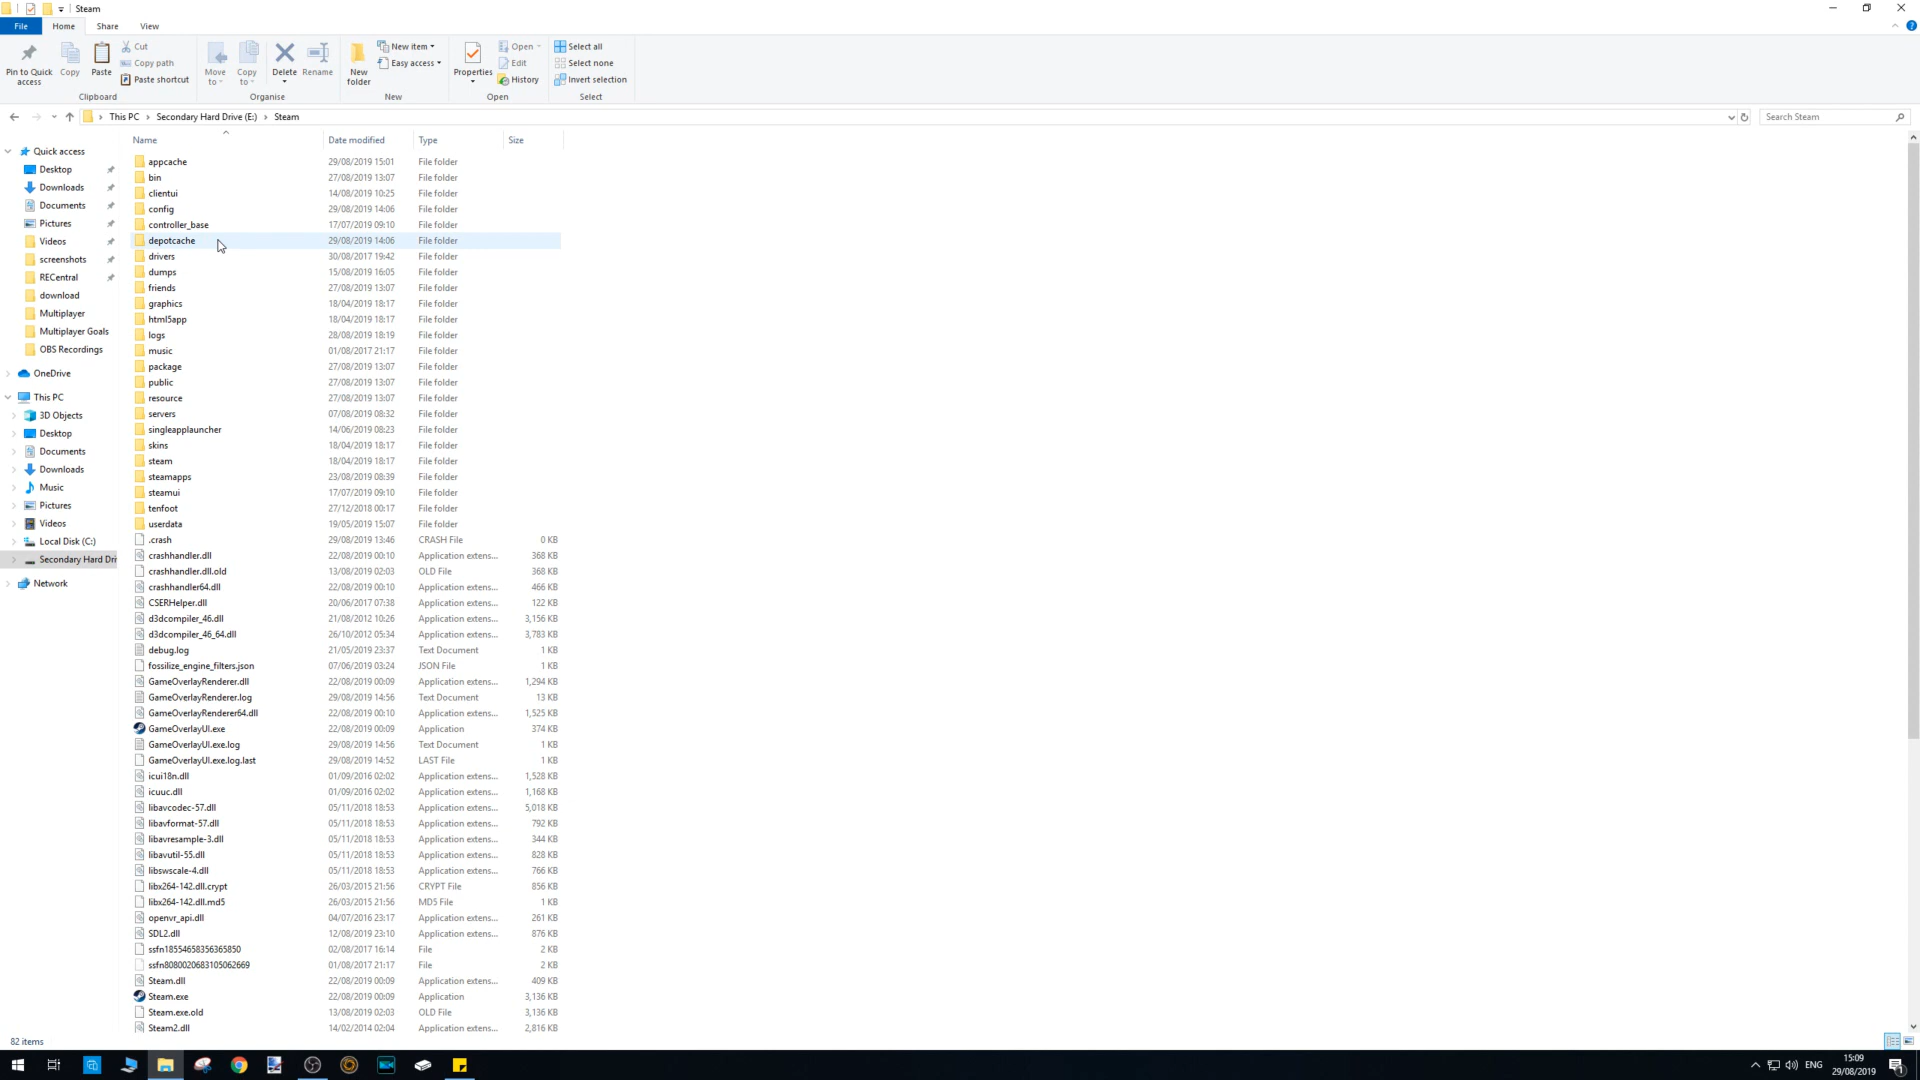 Steam
File Home Share View
Pin to Quick access
Copy
Paste
Cut
Copy path
Paste shortcut
Clipboard
Move to
Copy to
Delete
Rename
Organise
New folder
New item
Easy access
New
Properties
Open
Edit
History
Open
Select all
Select none
Invert selection
Select
This PC > Secondary Hard Drive (E:) > Steam
Search Steam
Quick access
Desktop
Downloads
Documents
Pictures
Videos
screenshots
RECentral
download
Multiplayer
Multiplayer Goals
OBS Recordings
OneDrive
This PC
3D Objects
Desktop
Documents
Downloads
Music
Pictures
Videos
Local Disk (C:)
Secondary Hard Dri
Network
Name Date modified Type Size
appcache 29/08/2019 15:01 File folder
bin 27/08/2019 13:07 File folder
clientui 14/08/2019 10:25 File folder
config 29/08/2019 14:06 File folder
controller_base 17/07/2019 09:10 File folder
depotcache 29/08/2019 14:06 File folder
drivers 30/08/2017 19:42 File folder
dumps 15/08/2019 16:05 File folder
friends 27/08/2019 13:07 File folder
graphics 18/04/2019 18:17 File folder
html5app 18/04/2019 18:17 File folder
logs 28/08/2019 18:19 File folder
music 01/08/2017 21:17 File folder
package 27/08/2019 13:07 File folder
public 27/08/2019 13:07 File folder
resource 27/08/2019 13:07 File folder
servers 07/08/2019 08:32 File folder
singleapplauncher 14/06/2019 08:23 File folder
skins 18/04/2019 18:17 File folder
steam 18/04/2019 18:17 File folder
steamapps 23/08/2019 08:39 File folder
steamui 17/07/2019 09:10 File folder
tenfoot 27/12/2018 00:17 File folder
userdata 19/05/2019 15:07 File folder
.crash 29/08/2019 13:46 CRASH File 0 KB
crashhandler.dll 22/08/2019 00:10 Application extens... 368 KB
crashhandler.dll.old 13/08/2019 02:03 OLD File 368 KB
crashhandler64.dll 22/08/2019 00:10 Application extens... 466 KB
CSERHelper.dll 20/06/2017 07:38 Application extens... 122 KB
d3dcompiler_46.dll 21/08/2012 10:26 Application extens... 3,156 KB
d3dcompiler_46_64.dll 26/10/2012 05:34 Application extens... 3,783 KB
debug.log 21/05/2019 23:37 Text Document 1 KB
fossilize_engine_filters.json 07/06/2019 03:24 JSON File 1 KB
GameOverlayRenderer.dll 22/08/2019 00:09 Application extens... 1,294 KB
GameOverlayRenderer.log 29/08/2019 14:56 Text Document 13 KB
GameOverlayRenderer64.dll 22/08/2019 00:10 Application extens... 1,525 KB
GameOverlayUI.exe 22/08/2019 00:09 Application 374 KB
GameOverlayUI.exe.log 29/08/2019 14:56 Text Document 1 KB
GameOverlayUI.exe.log.last 29/08/2019 14:52 LAST File 1 KB
icui18n.dll 01/09/2016 02:02 Application extens... 1,528 KB
icuuc.dll 01/09/2016 02:02 Application extens... 1,168 KB
libavcodec-57.dll 05/11/2018 18:53 Application extens... 5,018 KB
libavformat-57.dll 05/11/2018 18:53 Application extens... 792 KB
libavresample-3.dll 05/11/2018 18:53 Application extens... 344 KB
libavutil-55.dll 05/11/2018 18:53 Application extens... 828 KB
libswscale-4.dll 05/11/2018 18:53 Application extens... 766 KB
libx264-142.dll.crypt 26/03/2015 21:56 CRYPT File 856 KB
libx264-142.dll.md5 26/03/2015 21:56 MD5 File 1 KB
openvr_api.dll 04/07/2016 23:17 Application extens... 261 KB
SDL2.dll 12/08/2019 23:10 Application extens... 876 KB
ssfn18554658356365850 02/08/2017 16:14 File 2 KB
ssfn8080020683105062669 01/08/2017 21:17 File 2 KB
Steam.dll 22/08/2019 00:09 Application extens... 409 KB
Steam.exe 22/08/2019 00:09 Application 3,136 KB
Steam.exe.old 13/08/2019 02:03 OLD File 3,136 KB
Steam2.dll 14/02/2014 02:04 Application extens... 2,816 KB
82 items
ENG
15:09
29/08/2019